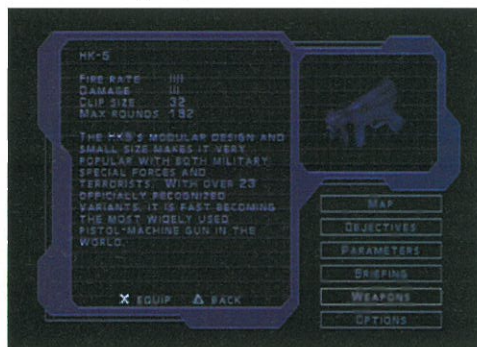 HK-5
FIRE RATE IIII
DAMAGE III
CLIP SIZE 32
MAX ROUNDS 192
THE HK5'S MODULAR DESIGN AND
SMALL SIZE MAKES IT VERY
POPULAR WITH BOTH MILITARY
SPECIAL FORCES AND
TERRORISTS. WITH OVER 23
OFFICIALLY RECOGNIZED
VARIANTS, IT IS FAST BECOMING
THE MOST WIDELY USED
PISTOL-MACHINE GUN IN THE
WORLD.
X EQUIP △ BACK
MAP
OBJECTIVES
PARAMETERS
BRIEFING
WEAPONS
OPTIONS